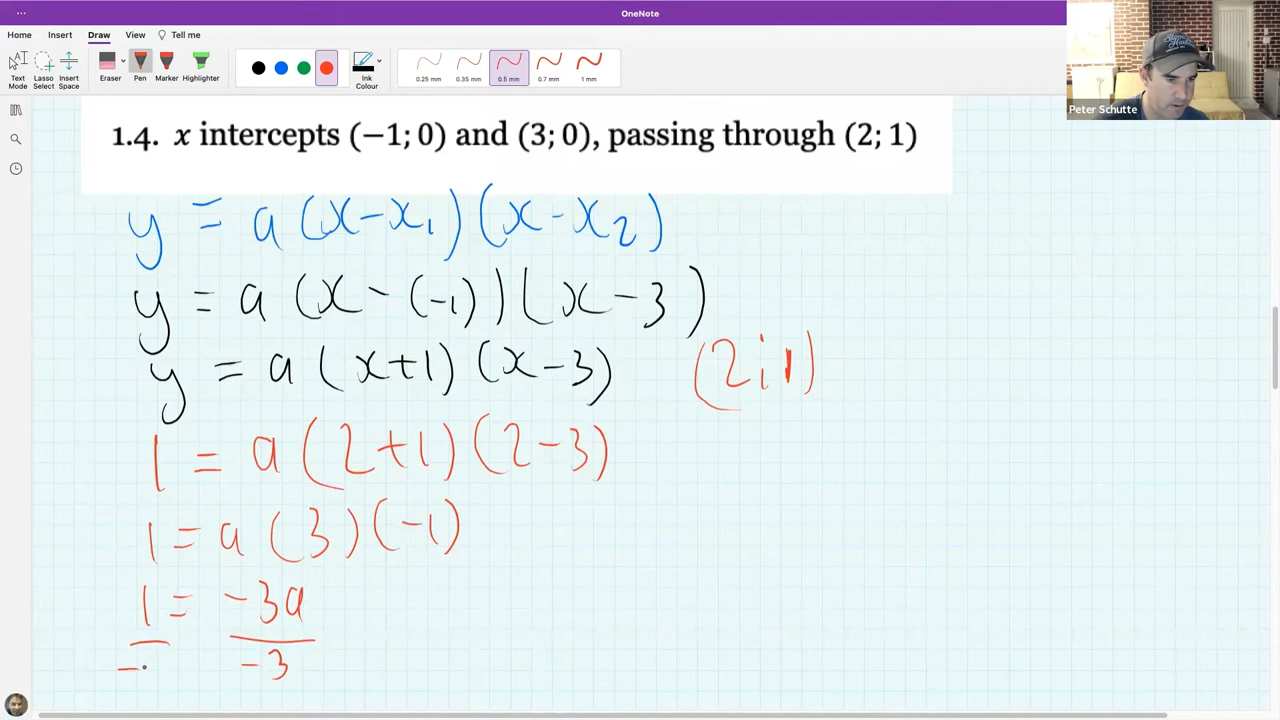 OneNote
Home Insert Draw View Tell me
Text Mode Lasso Select Insert Space Eraser Pen Marker Highlighter 0.25 mm 0.35 mm 0.5 mm 0.7 mm 1 mm Ink Colour
Peter Schutte
1.4. x intercepts (−1; 0) and (3; 0), passing through (2; 1)
y = a (x-x₁)(x-x₂)
y = a (x-(-1))(x-3)
y = a (x+1)(x-3) (2;1)
1 = a (2+1)(2-3)
1 = a (3)(-1)
1 = -3a
- -3